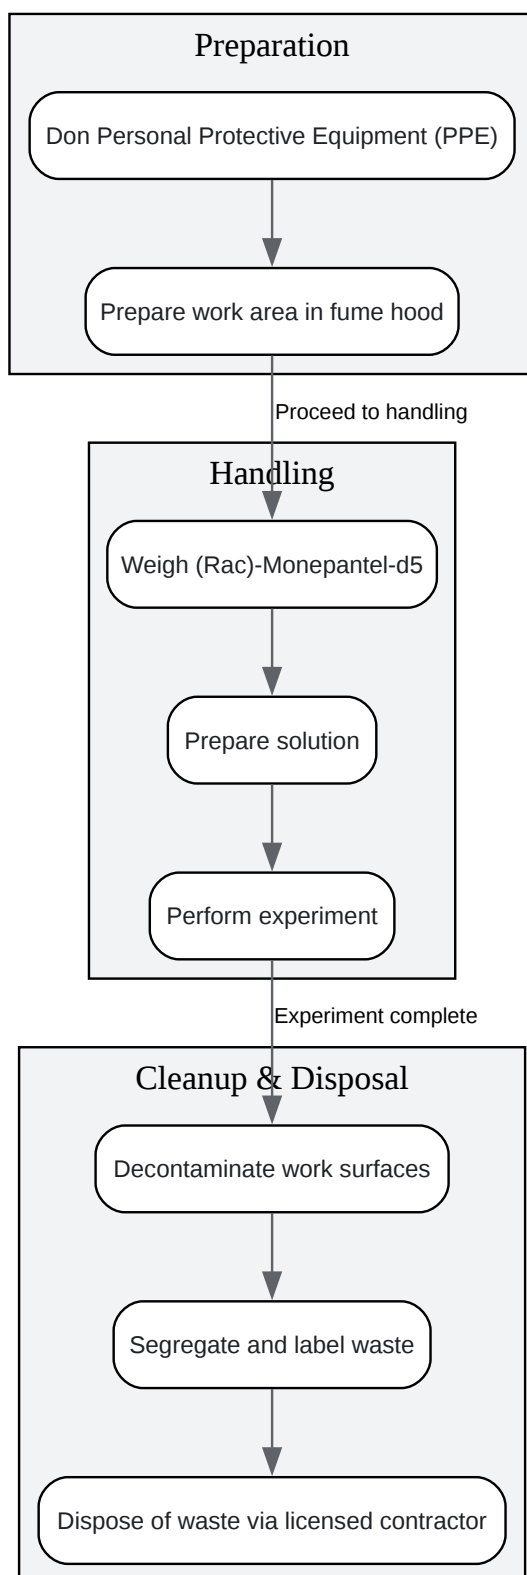 Preparation
Don Personal Protective Equipment (PPE)
Prepare work area in fume hood
Proceed to handling
Handling
Weigh (Rac)-Monepantel-d5
Prepare solution
Perform experiment
Experiment complete
Cleanup & Disposal
Decontaminate work surfaces
Segregate and label waste
Dispose of waste via licensed contractor